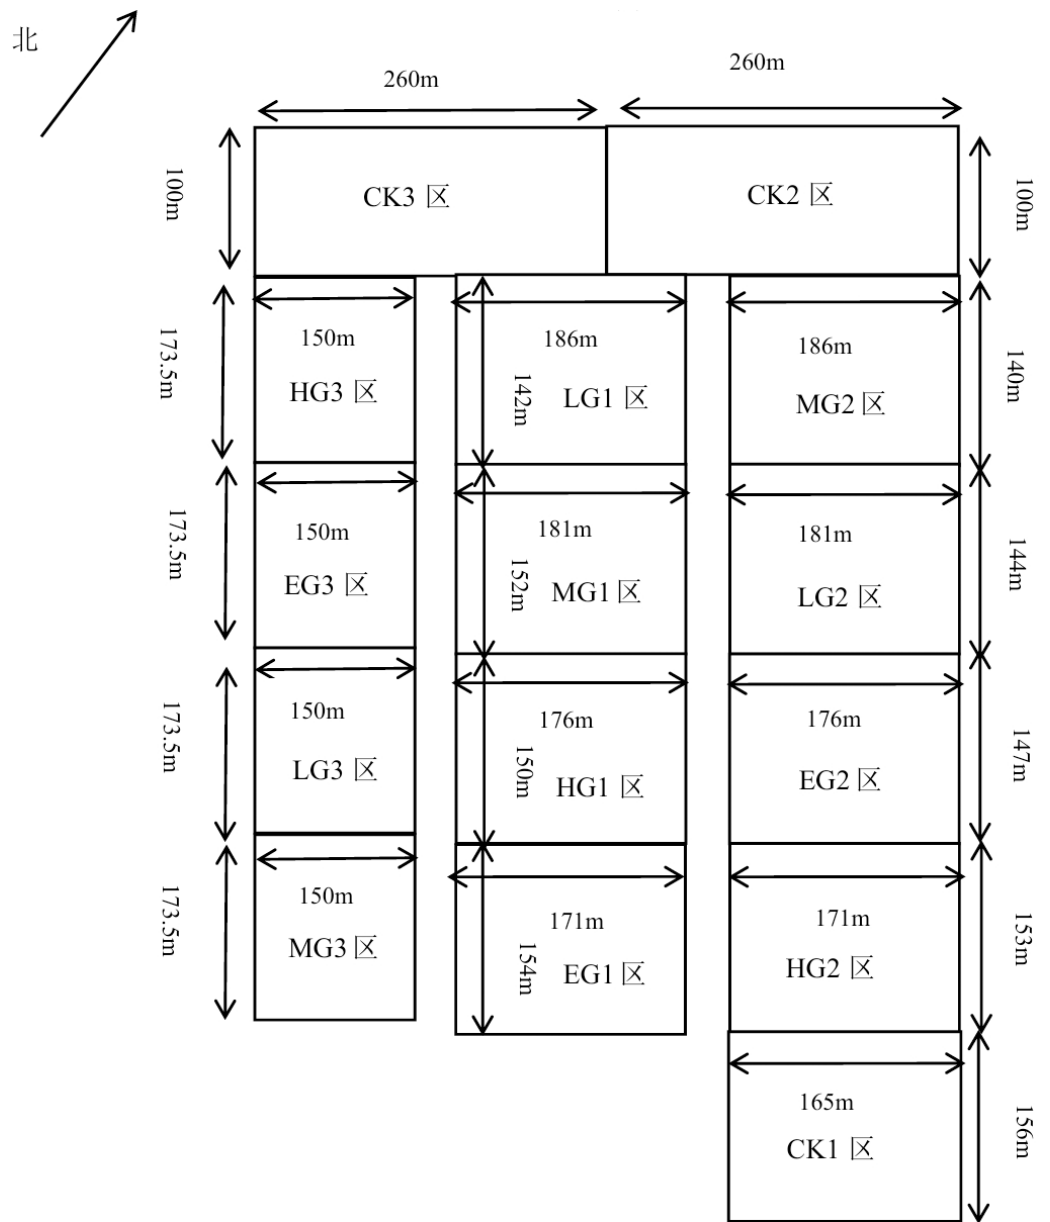 北
260m
260m
100m
CK3 区
CK2 区
100m
173.5m
150m
HG3 区
186m
142m
LG1 区
186m
MG2 区
140m
173.5m
150m
EG3 区
181m
152m
MG1 区
181m
LG2 区
144m
173.5m
150m
LG3 区
176m
150m
HG1 区
176m
EG2 区
147m
173.5m
150m
MG3 区
171m
154m
EG1 区
171m
HG2 区
153m
165m
CK1 区
156m